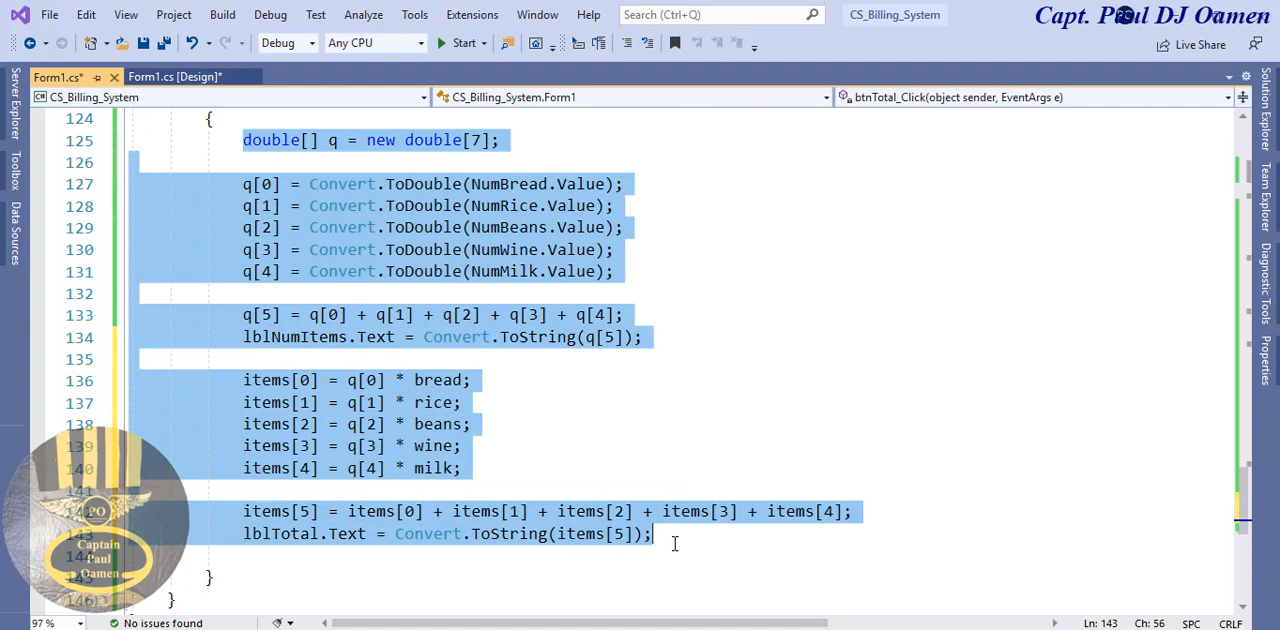 File Edit View Project Build Debug Test Analyze Tools Extensions Window Help Search (Ctrl+Q) CS_Billing_System
Capt. Paul DJ Oamen
Debug Any CPU Start Live Share
Form1.cs* Form1.cs [Design]*
CS_Billing_System CS_Billing_System.Form1 btnTotal_Click(object sender, EventArgs e)
Server Explorer
Toolbox
Data Sources
Solution Explorer
Team Explorer
Diagnostic Tools
Properties
124 {
125 double[] q = new double[7];
126
127 q[0] = Convert.ToDouble(NumBread.Value);
128 q[1] = Convert.ToDouble(NumRice.Value);
129 q[2] = Convert.ToDouble(NumBeans.Value);
130 q[3] = Convert.ToDouble(NumWine.Value);
131 q[4] = Convert.ToDouble(NumMilk.Value);
132
133 q[5] = q[0] + q[1] + q[2] + q[3] + q[4];
134 lblNumItems.Text = Convert.ToString(q[5]);
135
136 items[0] = q[0] * bread;
137 items[1] = q[1] * rice;
138 items[2] = q[2] * beans;
139 items[3] = q[3] * wine;
140 items[4] = q[4] * milk;
141
142 items[5] = items[0] + items[1] + items[2] + items[3] + items[4];
143 lblTotal.Text = Convert.ToString(items[5]);
144
145 }
146 }
PO
Captain
Paul
Oamen
97 % No issues found Ln: 143 Ch: 56 SPC CRLF